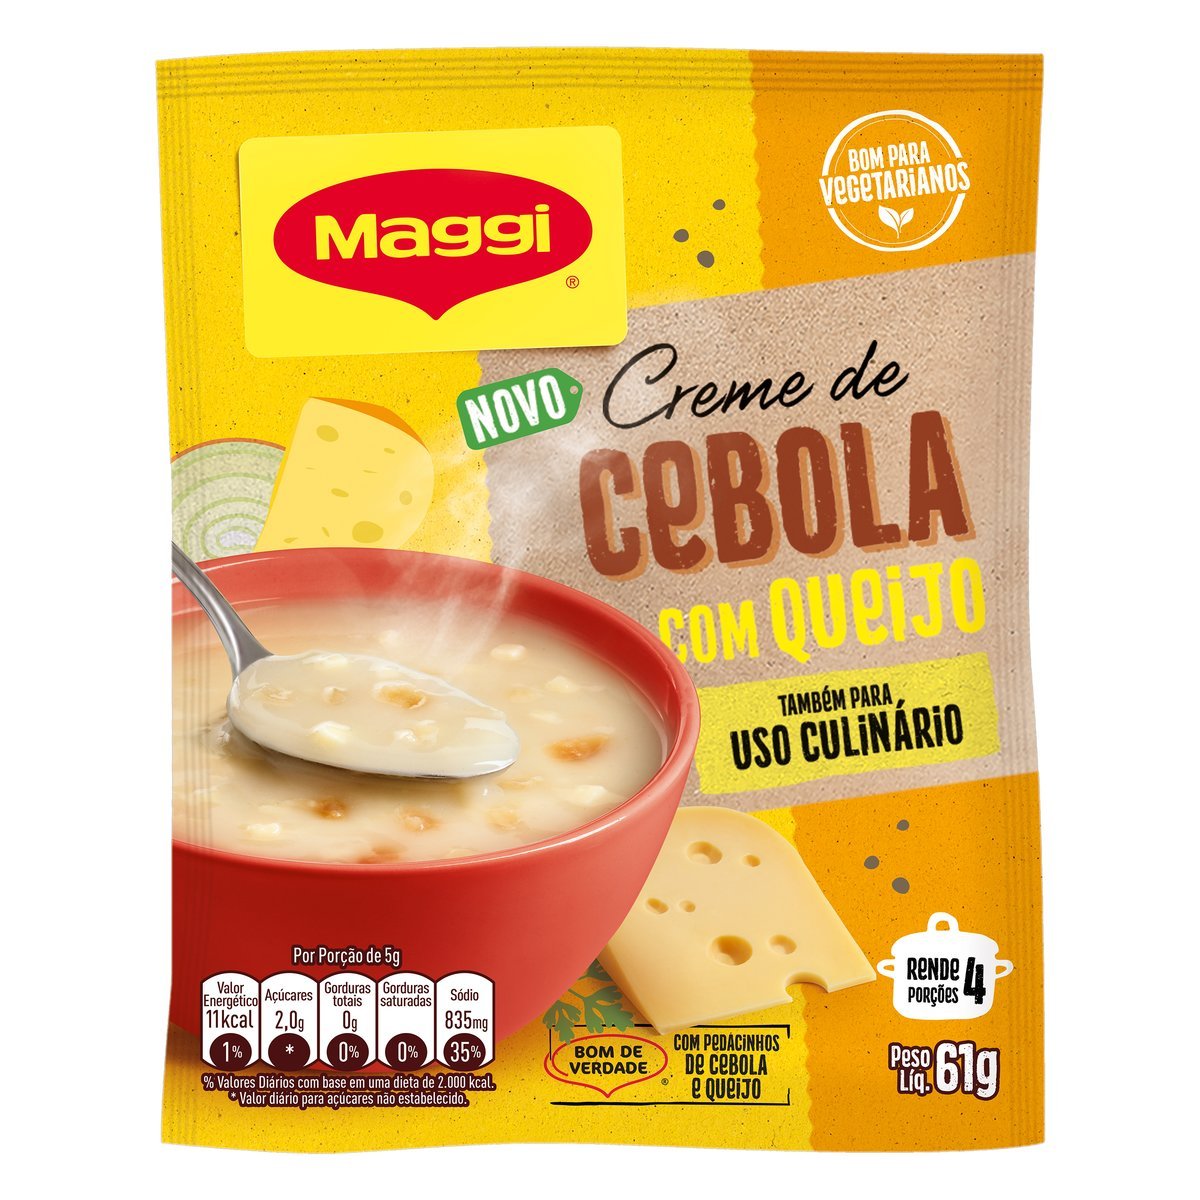 Maggi
®
BOM PARA
VEGETARIANOS
NOVO
Creme de
CEBOLA
COM QUEIJO
TAMBÉM PARA
USO CULINÁRIO
RENDE 4
PORÇÕES
Peso
Líq. 61g
BOM DE
VERDADE
®
COM PEDACINHOS
DE CEBOLA
E QUEIJO
Por Porção de 5g
Valor Energético 11kcal 1%
Açúcares 2,0g *
Gorduras totais 0g 0%
Gorduras saturadas 0%
Sódio 835mg 35%
% Valores Diários com base em uma dieta de 2.000 kcal.
* Valor diário para açúcares não estabelecido.